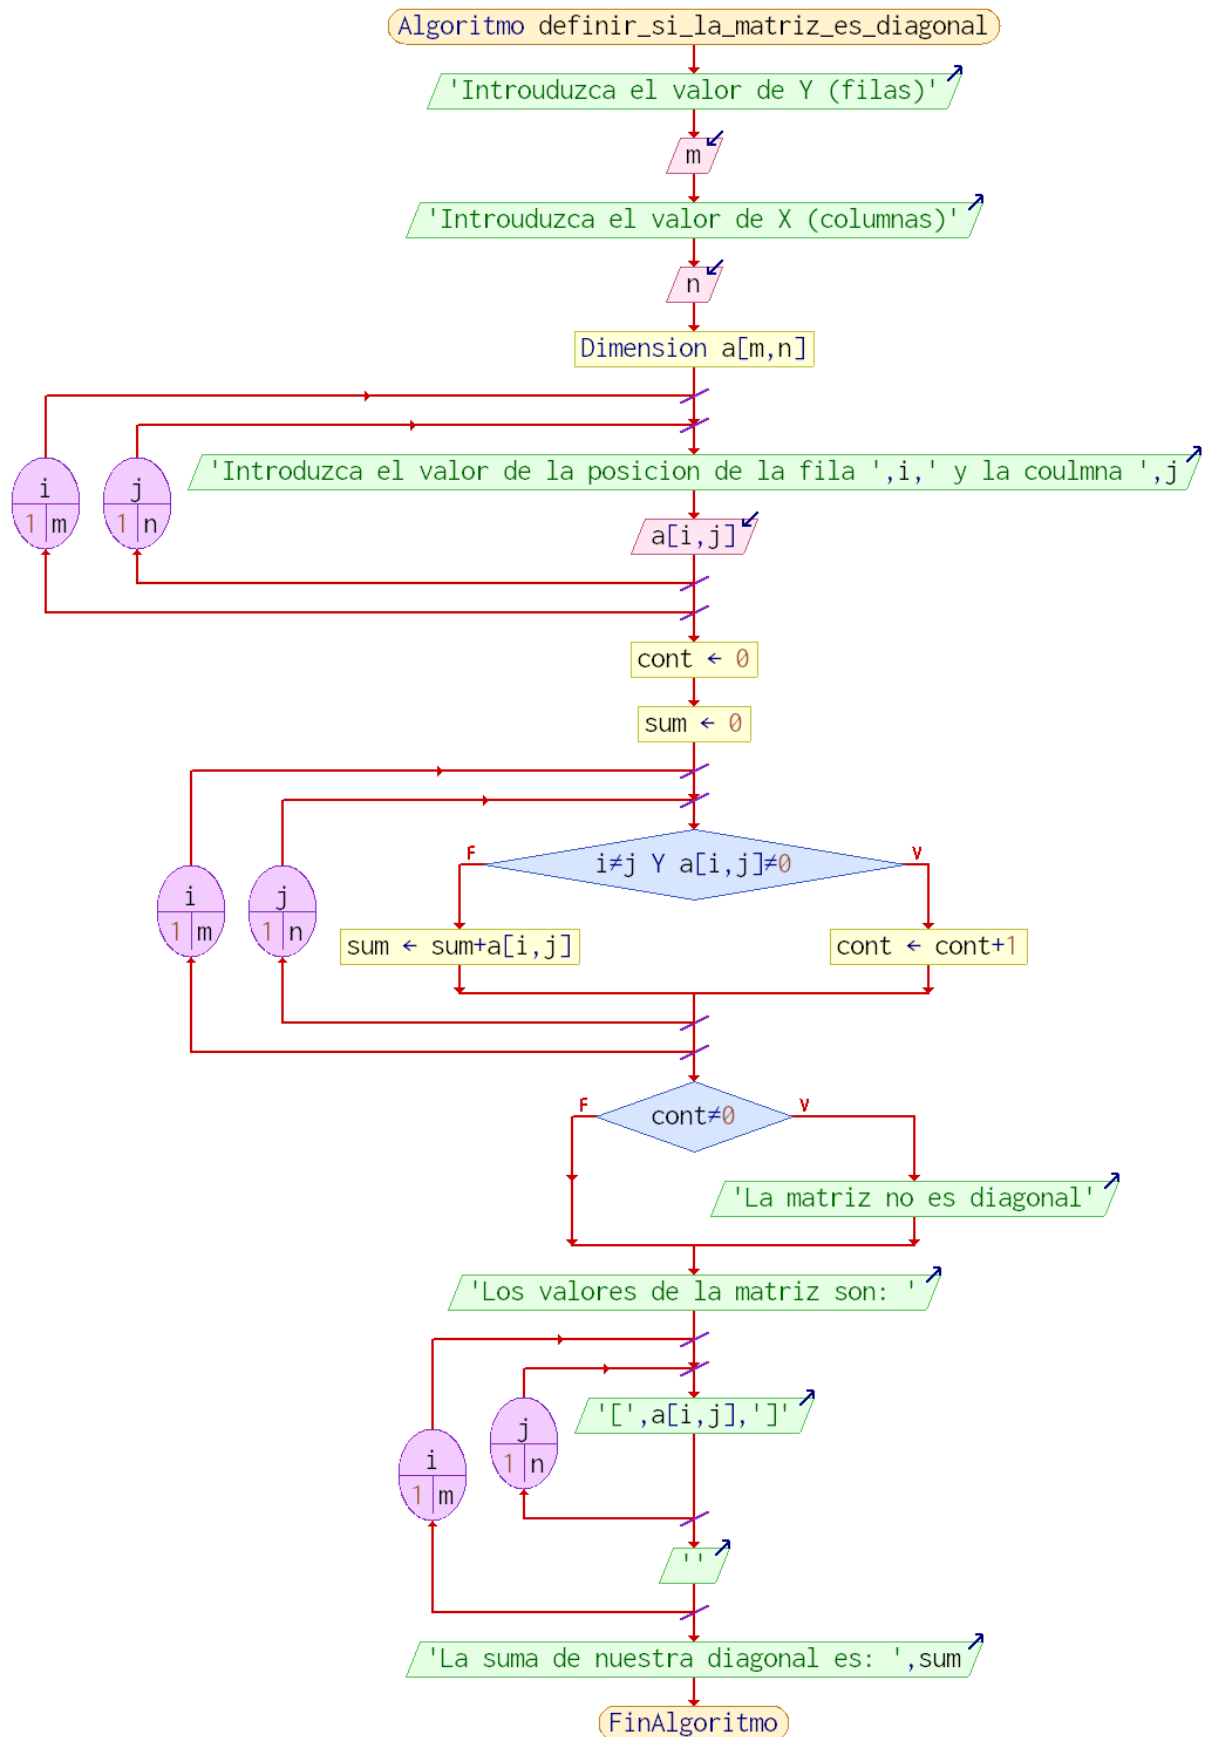 Algoritmo definir_si_la_matriz_es_diagonal
'Introuduzca el valor de Y (filas)'
m
'Introuduzca el valor de X (columnas)'
n
Dimension a[m,n]
i
1 m
j
1 n
'Introduzca el valor de la posicion de la fila ',i,' y la coulmna ',j
a[i,j]
cont ← 0
sum ← 0
i
1 m
j
1 n
i≠j Y a[i,j]≠0
F
V
sum ← sum+a[i,j]
cont ← cont+1
cont≠0
F
V
'La matriz no es diagonal'
'Los valores de la matriz son: '
i
1 m
j
1 n
'[',a[i,j],']'
''
'La suma de nuestra diagonal es: ',sum
FinAlgoritmo